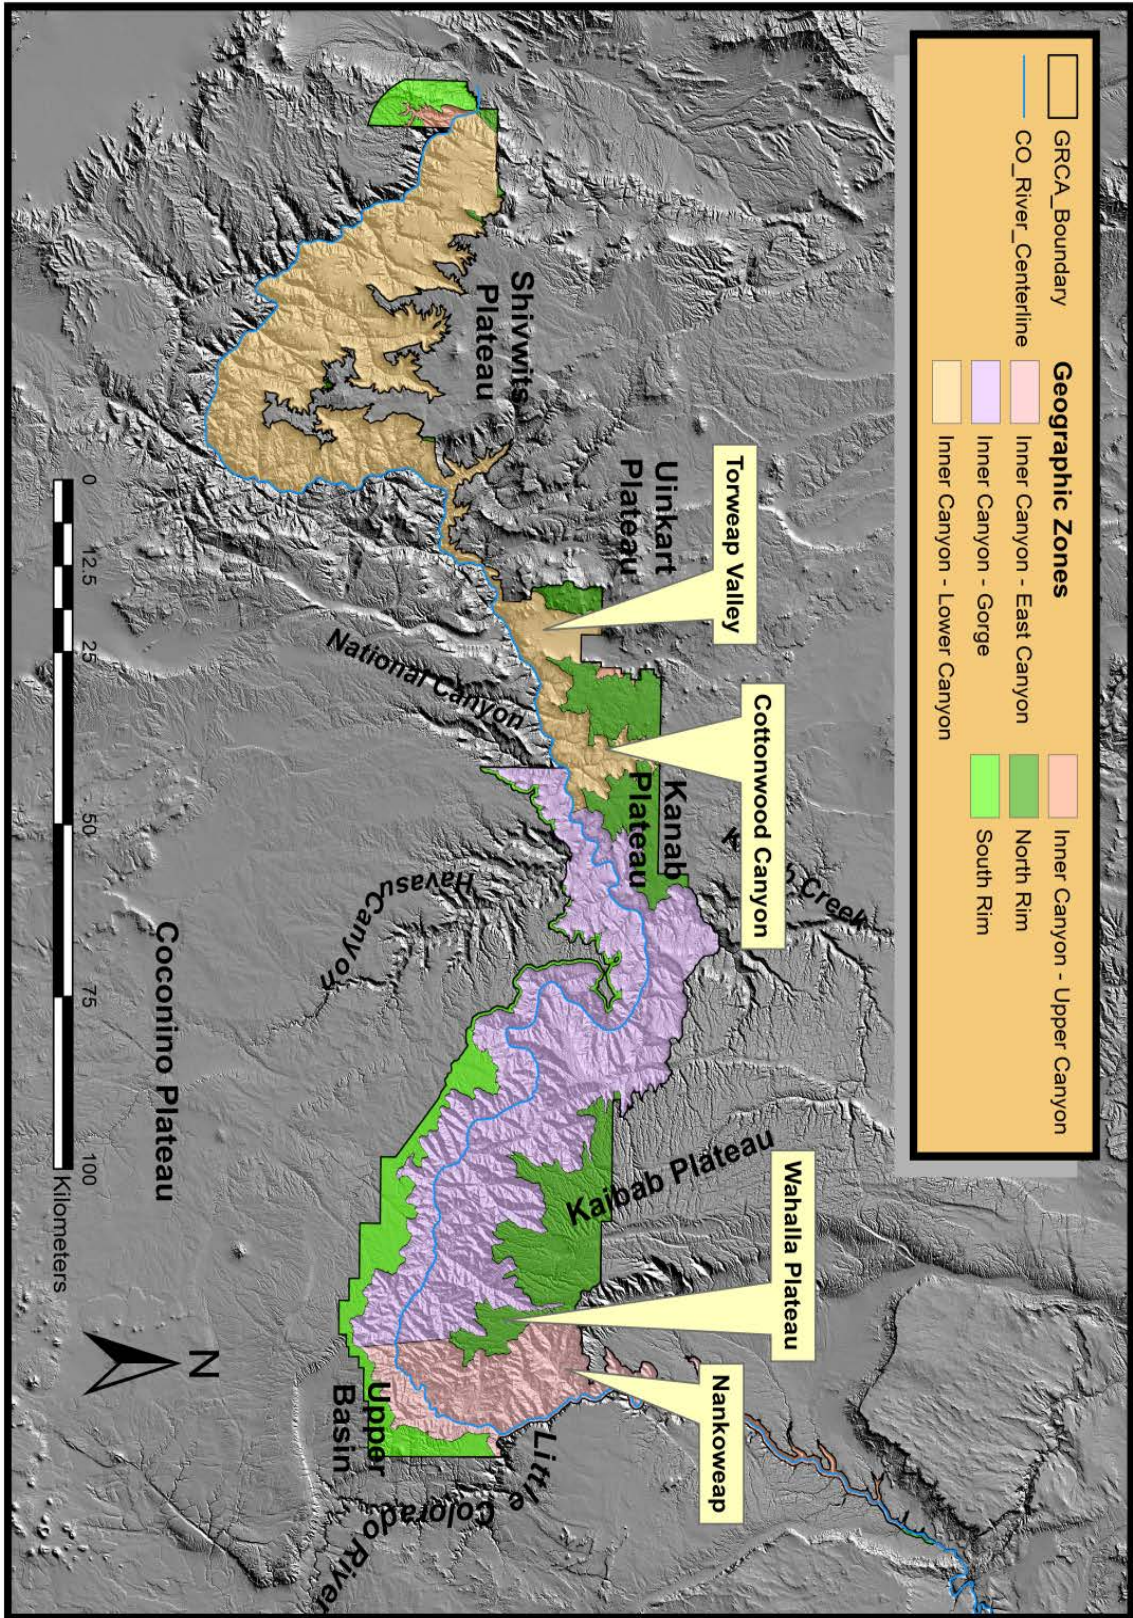 GRCA_Boundary
CO_River_Centerline
Geographic Zones
Inner Canyon - East Canyon
Inner Canyon - Gorge
Inner Canyon - Lower Canyon
Inner Canyon - Upper Canyon
North Rim
South Rim
Shivwits
Plateau
Uinkart
Plateau
Torweap Valley
Cottonwood Canyon
Kanab
Plateau
Creek
Kaibab Plateau
Wahalla Plateau
Nankoweap
National Canyon
Havasu Canyon
Coconino Plateau
Upper
Basin
Little
Colorado River
N
0
12.5
25
50
75
100
Kilometers